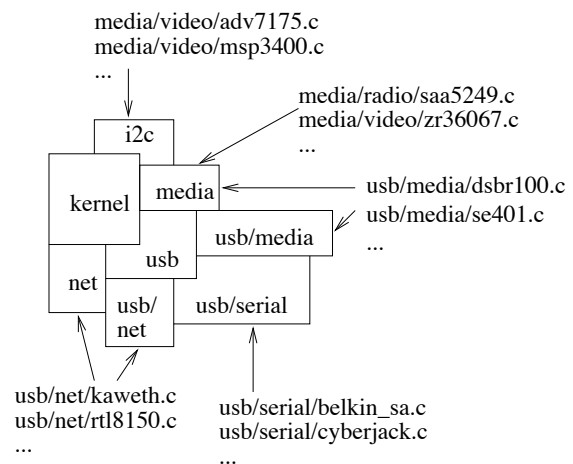 media/video/adv7175.c
media/video/msp3400.c
...
media/radio/saa5249.c
media/video/zr36067.c
...
i2c
kernel
media
usb/media/dsbr100.c
usb/media/se401.c
...
usb/media
usb
net
usb/
net
usb/serial
usb/net/kaweth.c
usb/net/rtl8150.c
...
usb/serial/belkin_sa.c
usb/serial/cyberjack.c
...